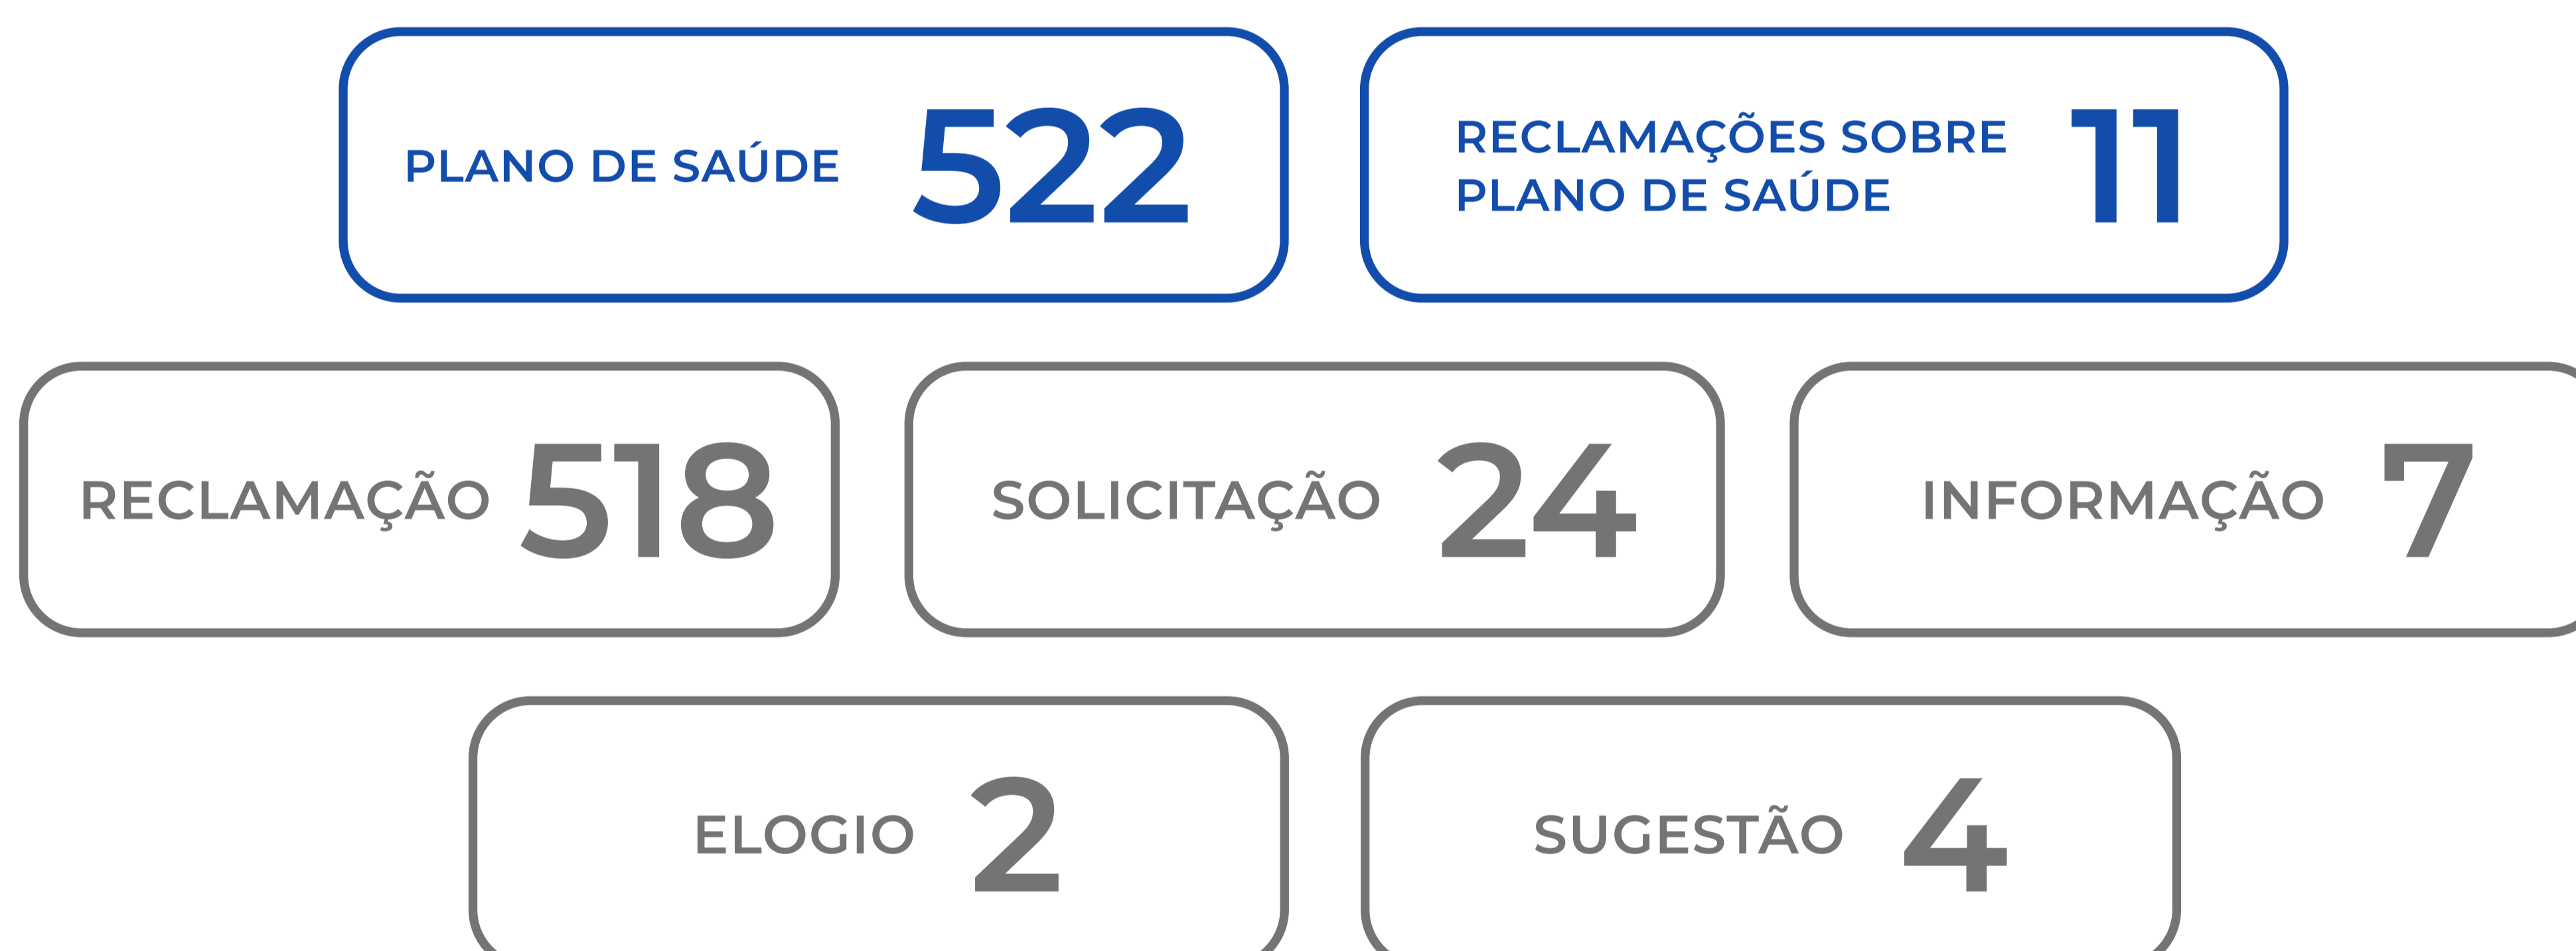 PLANO DE SAÚDE 522
RECLAMAÇÕES SOBRE
PLANO DE SAÚDE
11
RECLAMAÇÃO 518
SOLICITAÇÃO 24
INFORMAÇÃO 7
ELOGIO 2
SUGESTÃO 4